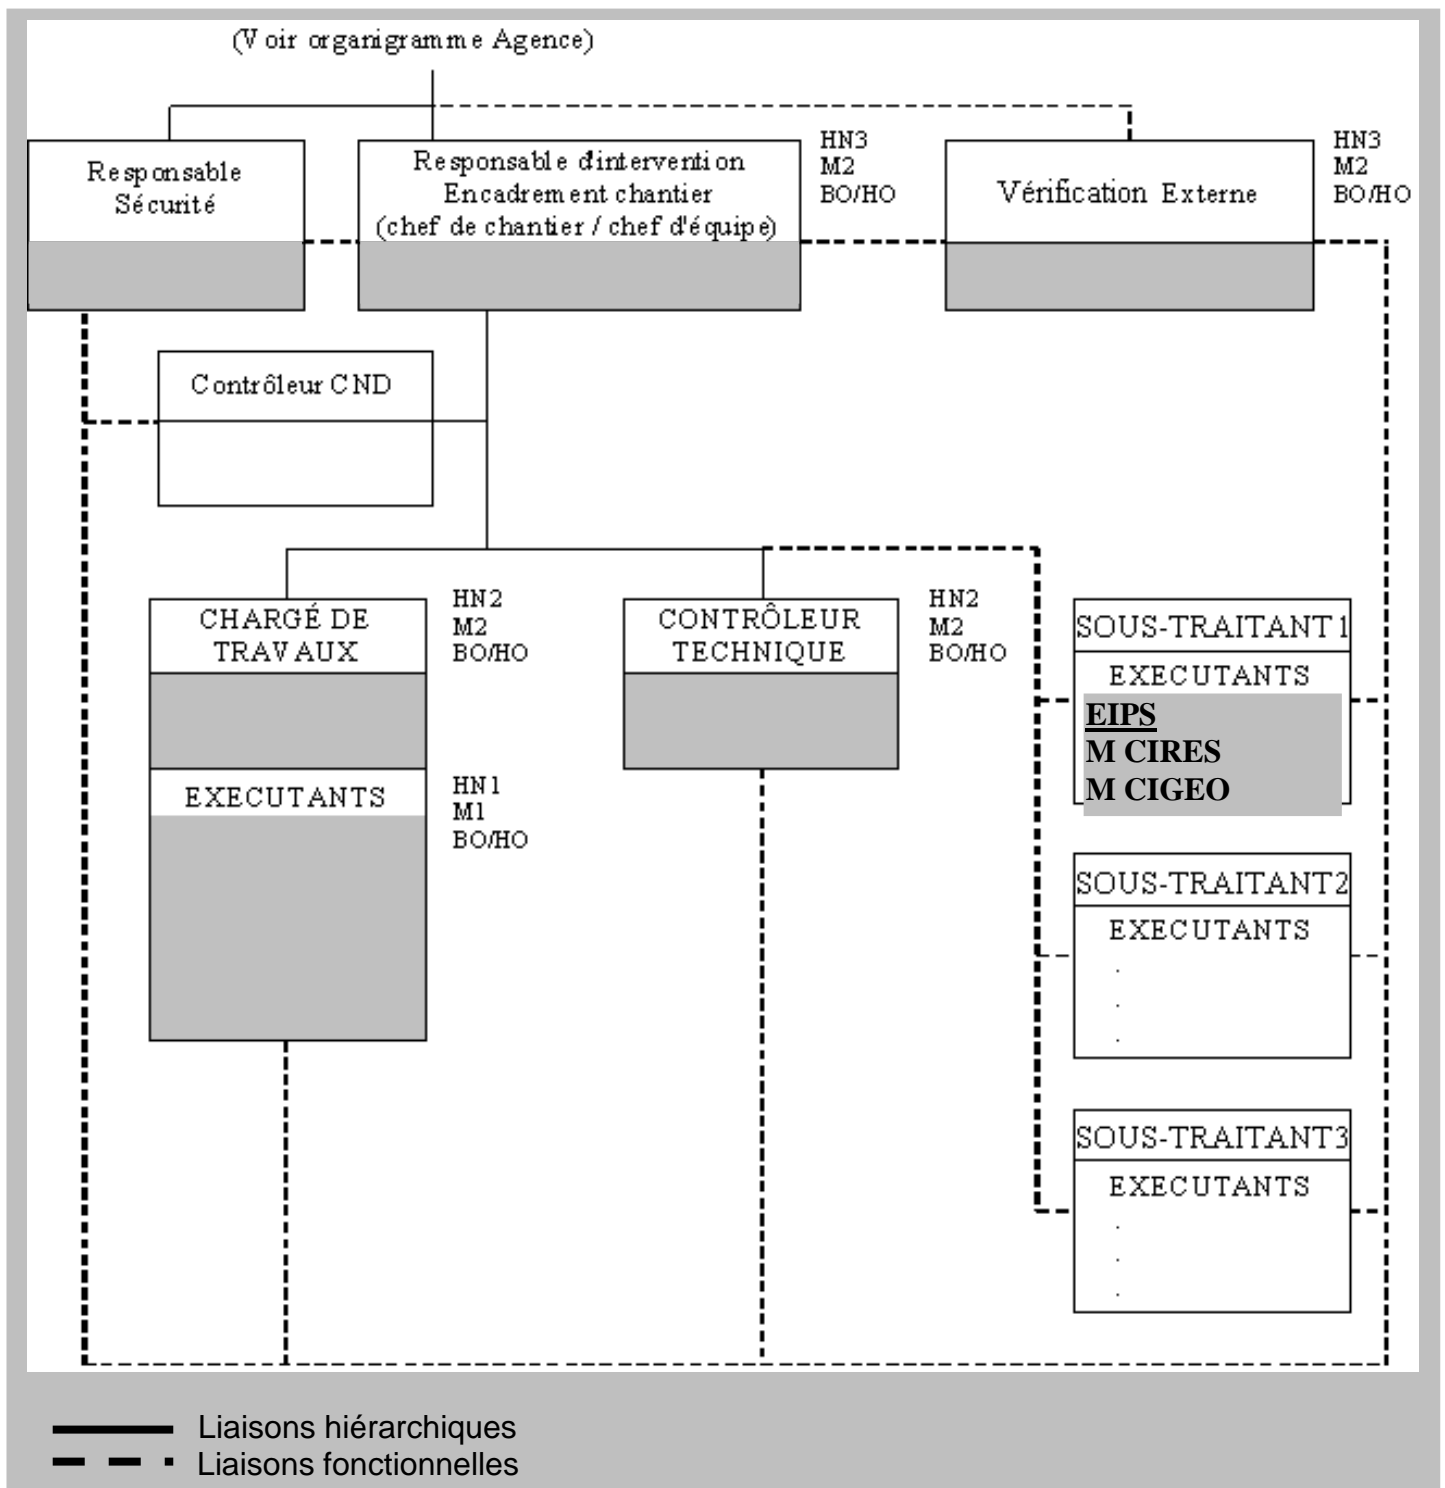 (Voir organigramme Agence)
Responsable
Sécurité
Responsable d'intervention
Encadrement chantier
(chef de chantier / chef d'équipe)
HN3
M2
BO/HO
Vérification Externe
HN3
M2
BO/HO
Contrôleur CND
CHARGÉ DE
TRAVAUX
HN2
M2
BO/HO
EXECUTANTS
HN1
M1
BO/HO
CONTRÔLEUR
TECHNIQUE
HN2
M2
BO/HO
SOUS-TRAITANT1
EXECUTANTS
EIPS
M CIRES
M CIGEO
SOUS-TRAITANT2
EXECUTANTS
.
.
.
SOUS-TRAITANT3
EXECUTANTS
.
.
.
Liaisons hiérarchiques
Liaisons fonctionnelles